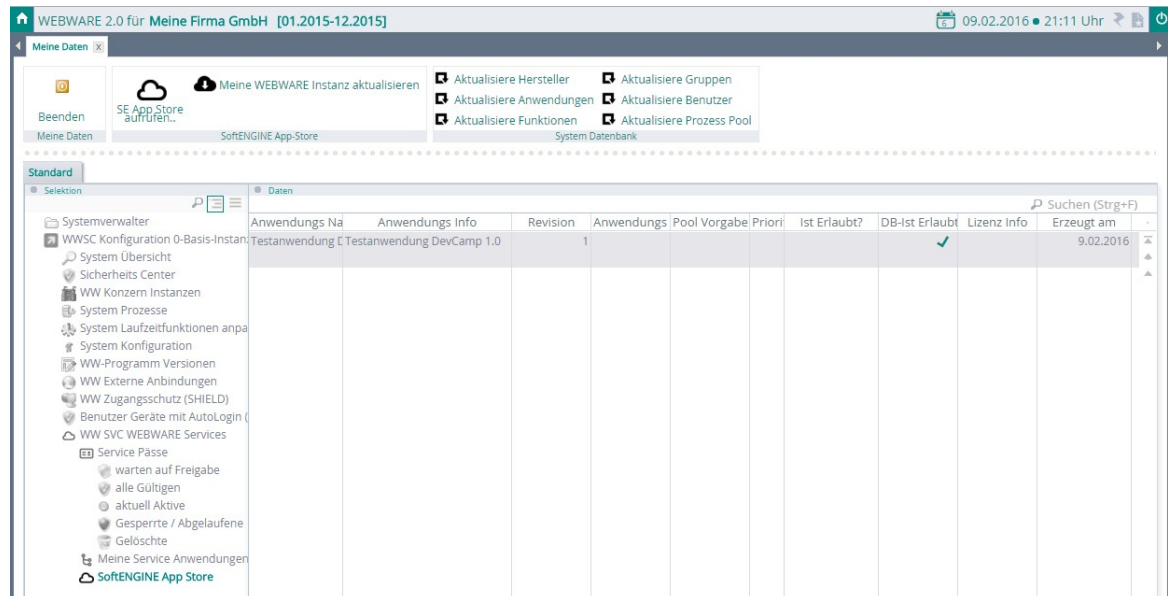 WEBWARE 2.0 für Meine Firma GmbH [01.2015-12.2015]
6 09.02.2016 ● 21:11 Uhr
Meine Daten x
Beenden
Meine Daten
SE App Store
aufrufen..
Meine WEBWARE Instanz aktualisieren
SoftENGINE App-Store
Aktualisiere Hersteller
Aktualisiere Gruppen
Aktualisiere Anwendungen
Aktualisiere Benutzer
Aktualisiere Funktionen
Aktualisiere Prozess Pool
System Datenbank
Standard
Selektion
Daten
Suchen (Strg+F)
Anwendungs Na Anwendungs Info Revision Anwendungs Pool Vorgabe Priori Ist Erlaubt? DB-Ist Erlaubt Lizenz Info Erzeugt am
Testanwendung D Testanwendung DevCamp 1.0 1 ✓ 9.02.2016
Systemverwalter
WWSC Konfiguration 0-Basis-Instan
System Übersicht
Sicherheits Center
WW Konzern Instanzen
System Prozesse
System Laufzeitfunktionen anpa
System Konfiguration
WW-Programm Versionen
WW Externe Anbindungen
WW Zugangsschutz (SHIELD)
Benutzer Geräte mit AutoLogin (
WW SVC WEBWARE Services
Service Pässe
warten auf Freigabe
alle Gültigen
aktuell Aktive
Gesperrte / Abgelaufene
Gelöschte
Meine Service Anwendungen
SoftENGINE App Store